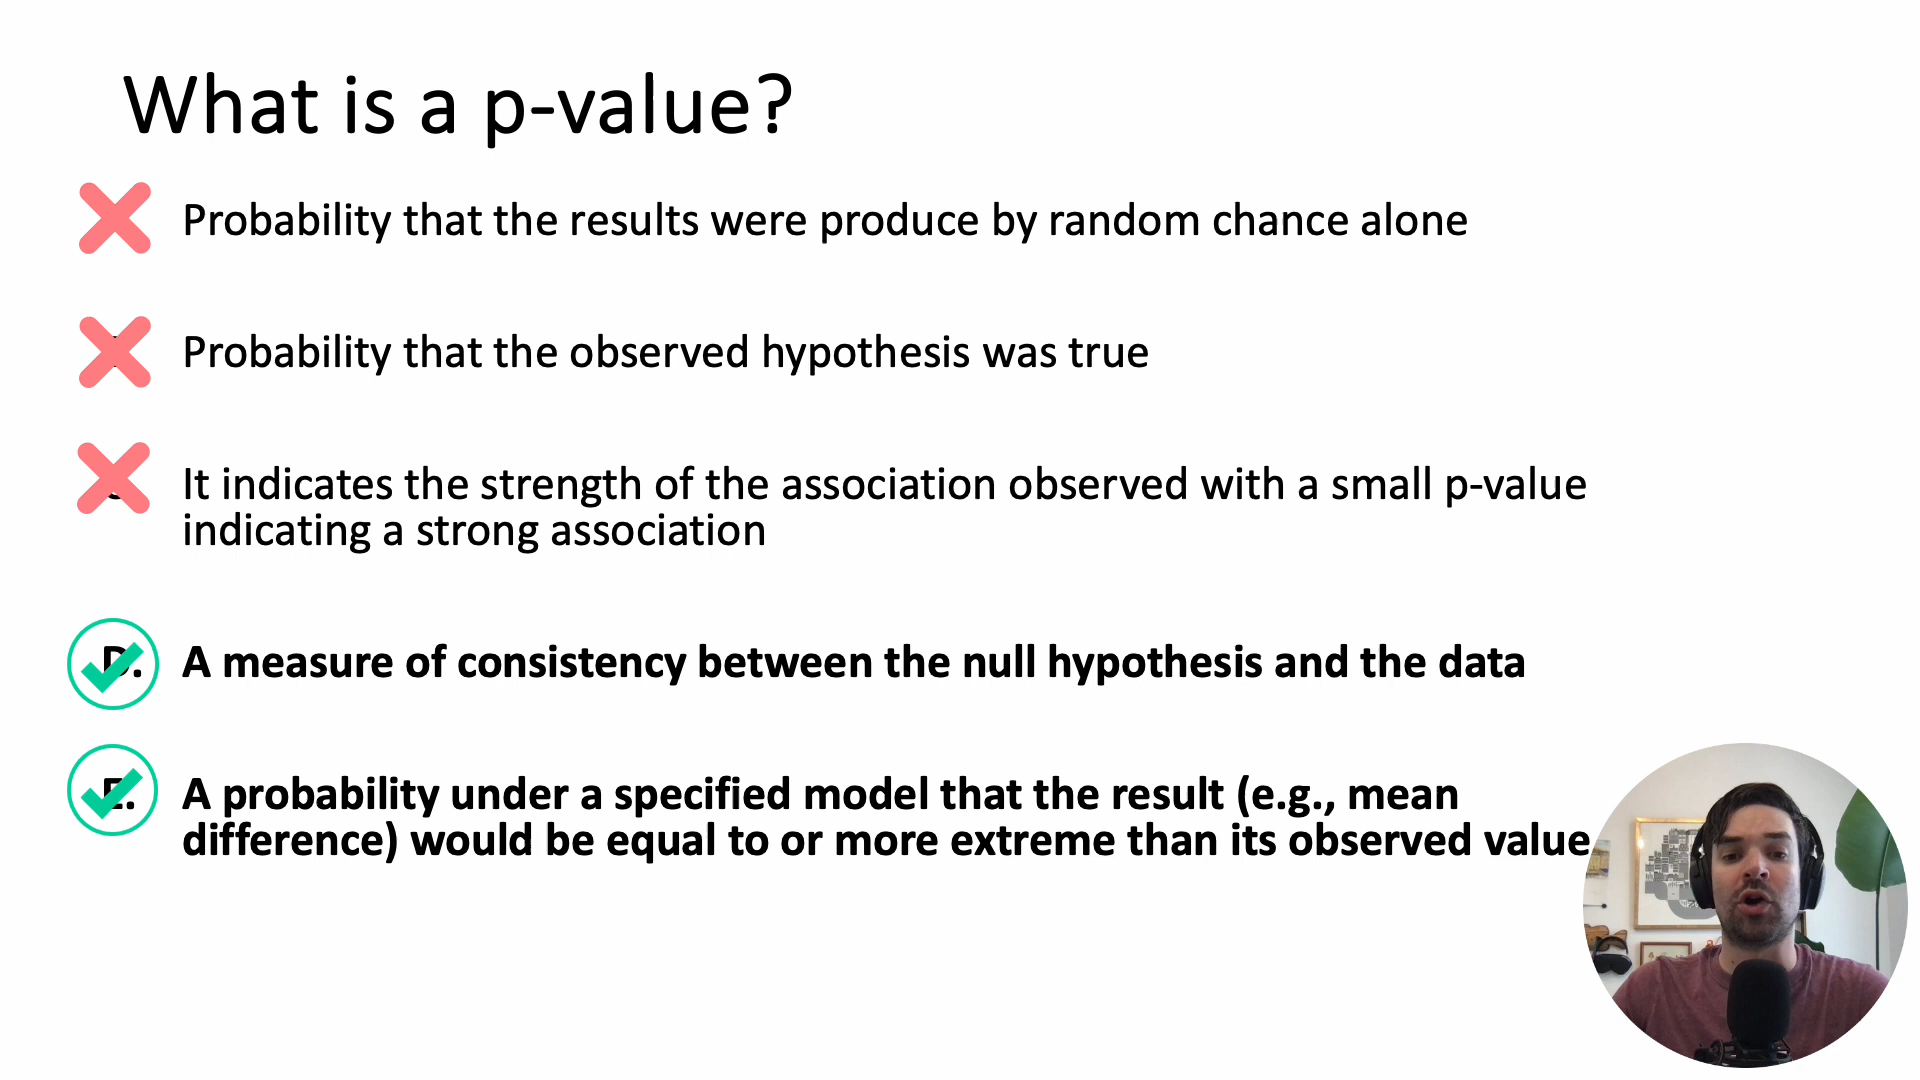 What is a p-value?
Probability that the results were produce by random chance alone
Probability that the observed hypothesis was true
It indicates the strength of the association observed with a small p-value
indicating a strong association
D. A measure of consistency between the null hypothesis and the data
E. A probability under a specified model that the result (e.g., mean
difference) would be equal to or more extreme than its observed value